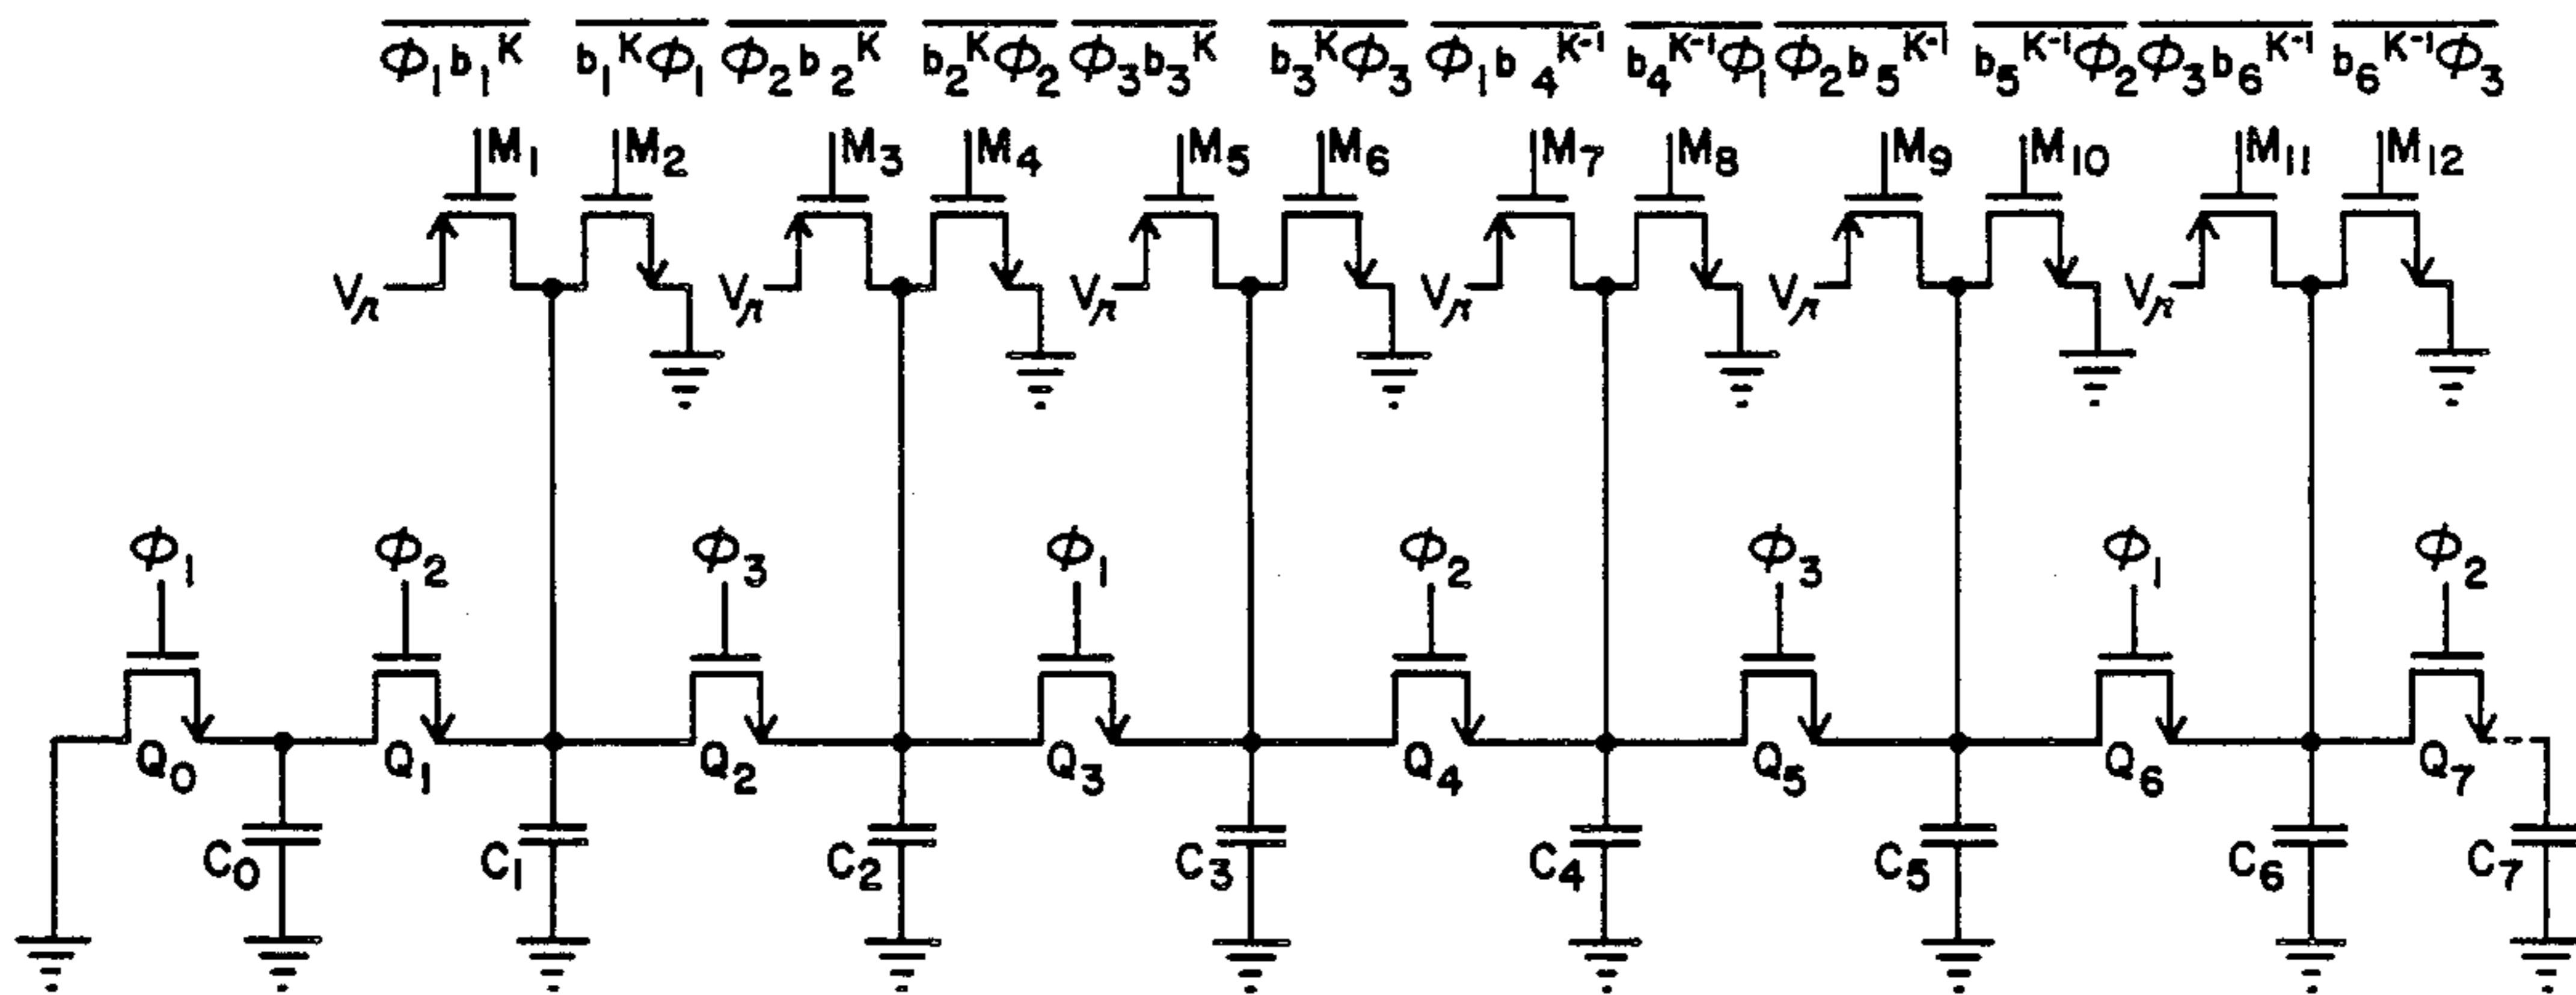 ϕ₁b₁ᴷ b₁ᴷϕ₁ ϕ₂b₂ᴷ b₂ᴷϕ₂ ϕ₃b₃ᴷ b₃ᴷϕ₃ ϕ₁b₄ᴷ⁻¹ b₄ᴷ⁻¹ϕ₁ ϕ₂b₅ᴷ⁻¹ b₅ᴷ⁻¹ϕ₂ ϕ₃b₆ᴷ⁻¹ b₆ᴷ⁻¹ϕ₃
M₁ M₂ M₃ M₄ M₅ M₆ M₇ M₈ M₉ M₁₀ M₁₁ M₁₂
Vᵣ Vᵣ Vᵣ Vᵣ Vᵣ Vᵣ
ϕ₁ ϕ₂ ϕ₃ ϕ₁ ϕ₂ ϕ₃ ϕ₁ ϕ₂
Q₀ Q₁ Q₂ Q₃ Q₄ Q₅ Q₆ Q₇
C₀ C₁ C₂ C₃ C₄ C₅ C₆ C₇